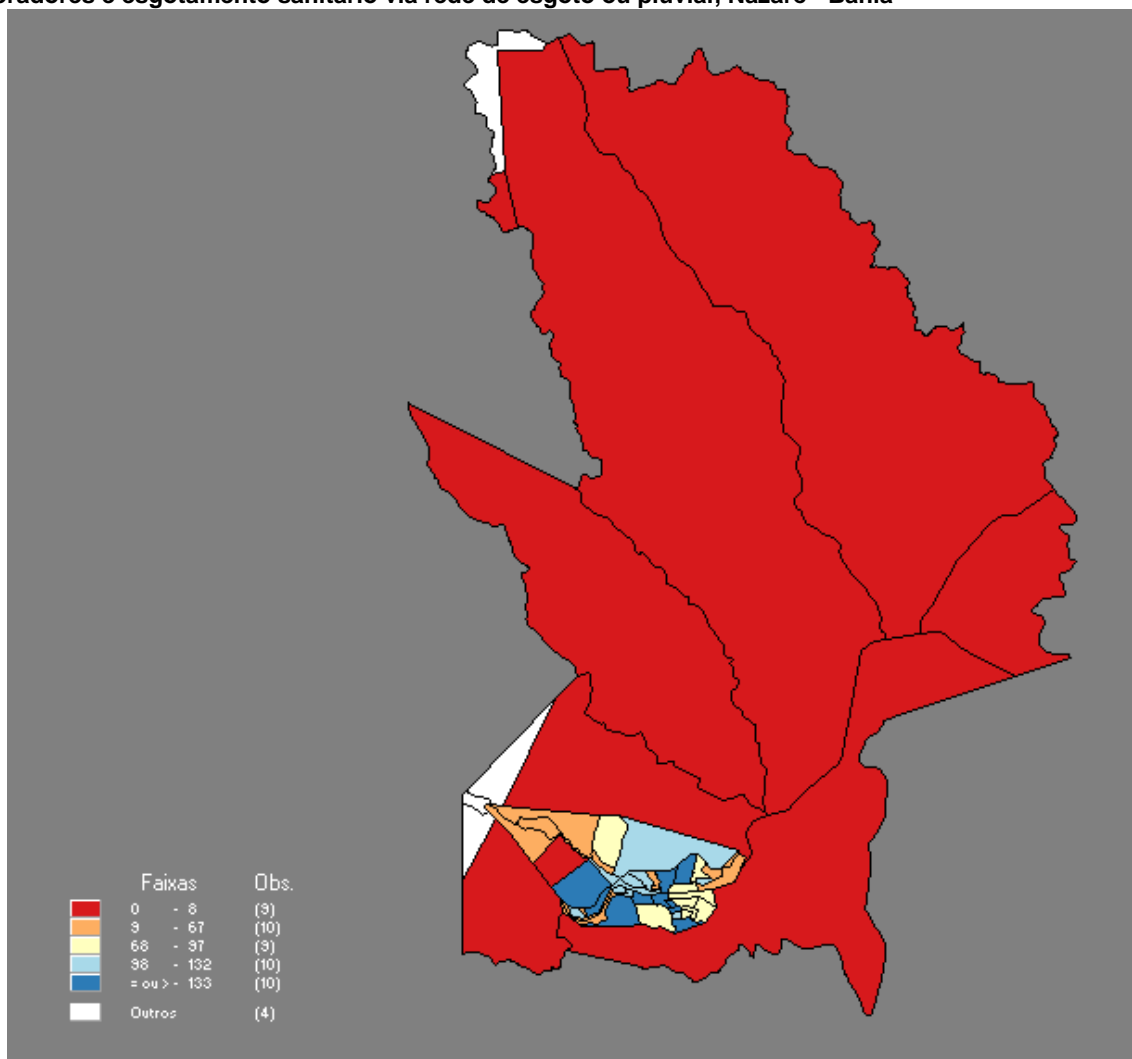 oradores e esgotamento sanitário via rede de esgoto ou pluvial, Nazaré - Bahia
Faixas Obs.
0 - 8 (9)
9 - 67 (10)
68 - 97 (9)
98 - 132 (10)
= ou > - 133 (10)
Outros (4)